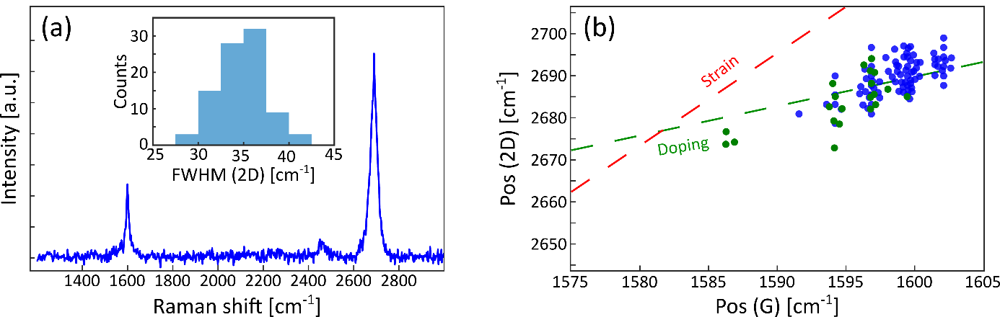 (a)
Intensity [a.u.]
1400 1600 1800 2000 2200 2400 2600 2800
Raman shift [cm⁻¹]
Counts
30
20
10
0
25 30 35 40 45
FWHM (2D) [cm⁻¹]
(b)
Pos (2D) [cm⁻¹]
2700
2690
2680
2670
2660
2650
Strain
Doping
1575 1580 1585 1590 1595 1600 1605
Pos (G) [cm⁻¹]